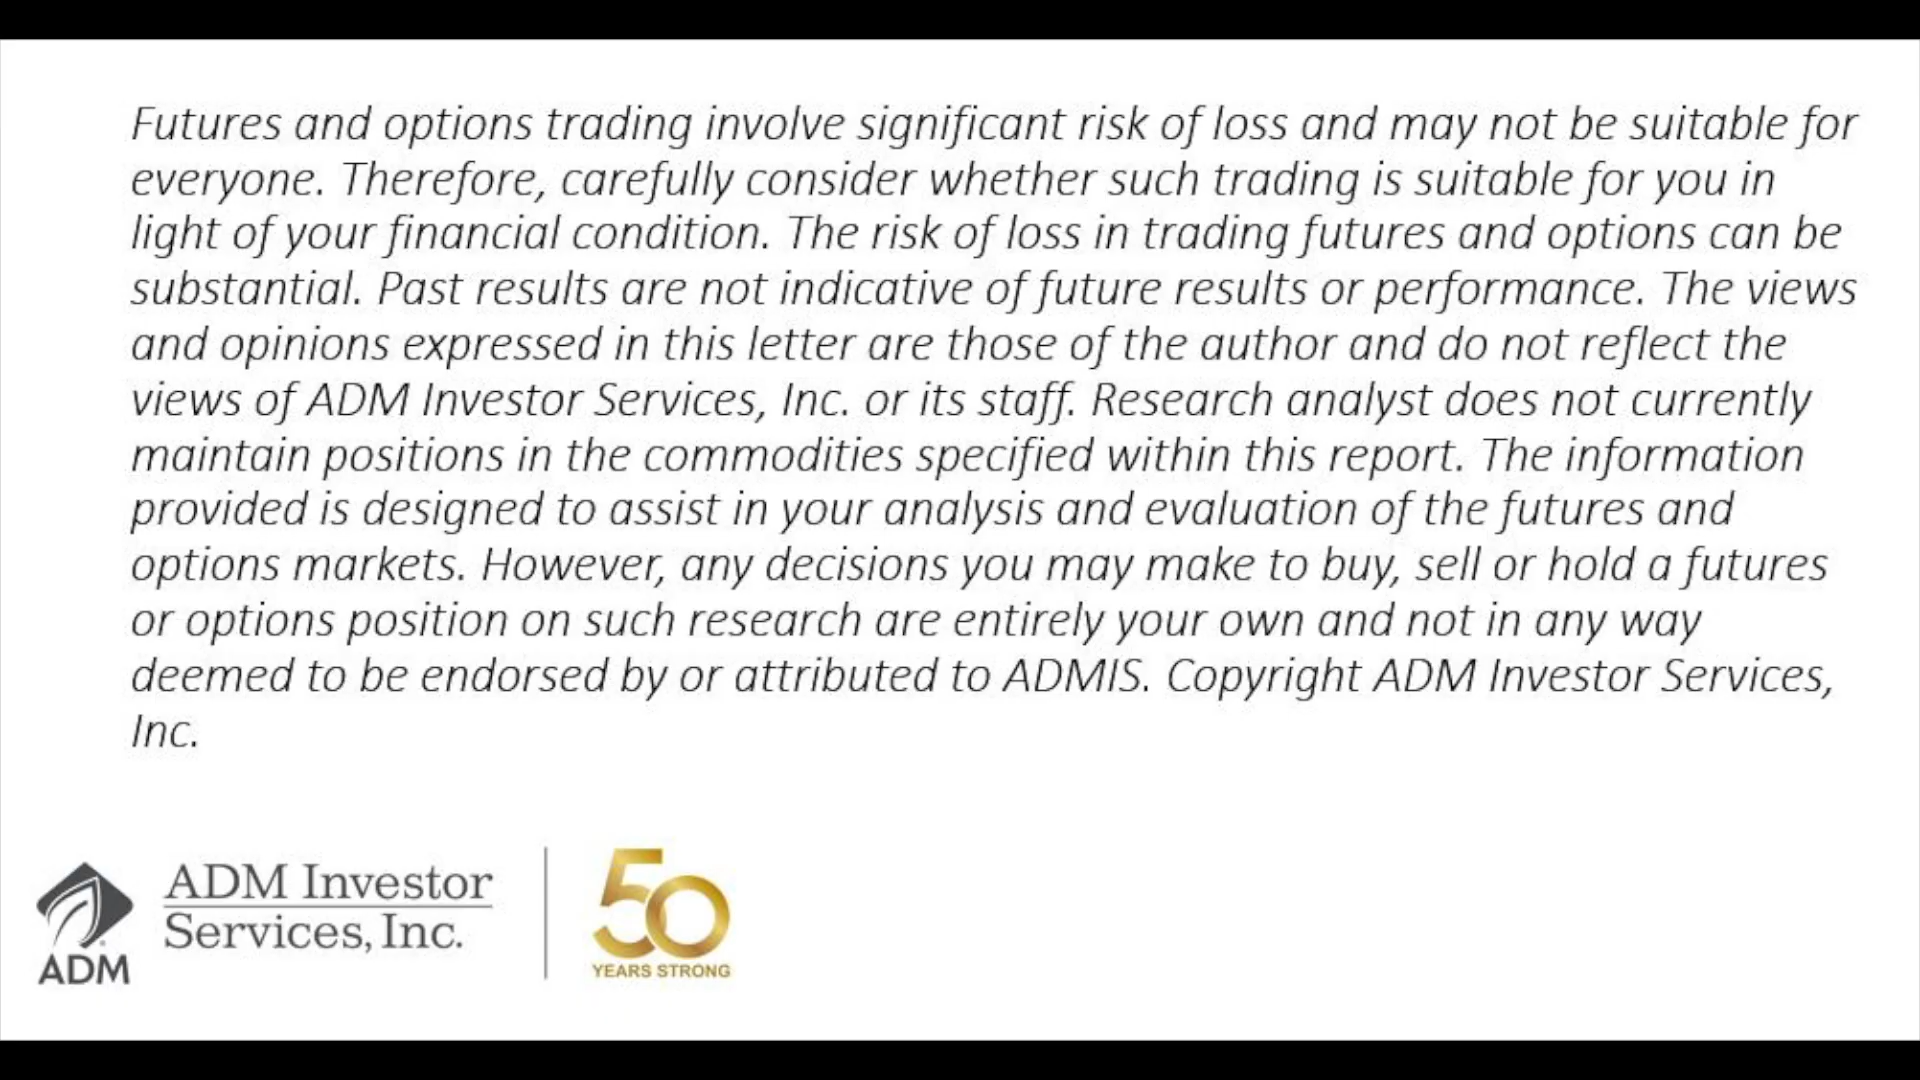 Futures and options trading involve significant risk of loss and may not be suitable for
everyone. Therefore, carefully consider whether such trading is suitable for you in
light of your financial condition. The risk of loss in trading futures and options can be
substantial. Past results are not indicative of future results or performance. The views
and opinions expressed in this letter are those of the author and do not reflect the
views of ADM Investor Services, Inc. or its staff. Research analyst does not currently
maintain positions in the commodities specified within this report. The information
provided is designed to assist in your analysis and evaluation of the futures and
options markets. However, any decisions you may make to buy, sell or hold a futures
or options position on such research are entirely your own and not in any way
deemed to be endorsed by or attributed to ADMIS. Copyright ADM Investor Services,
Inc.
ADM
ADM Investor
Services, Inc.
50
YEARS STRONG